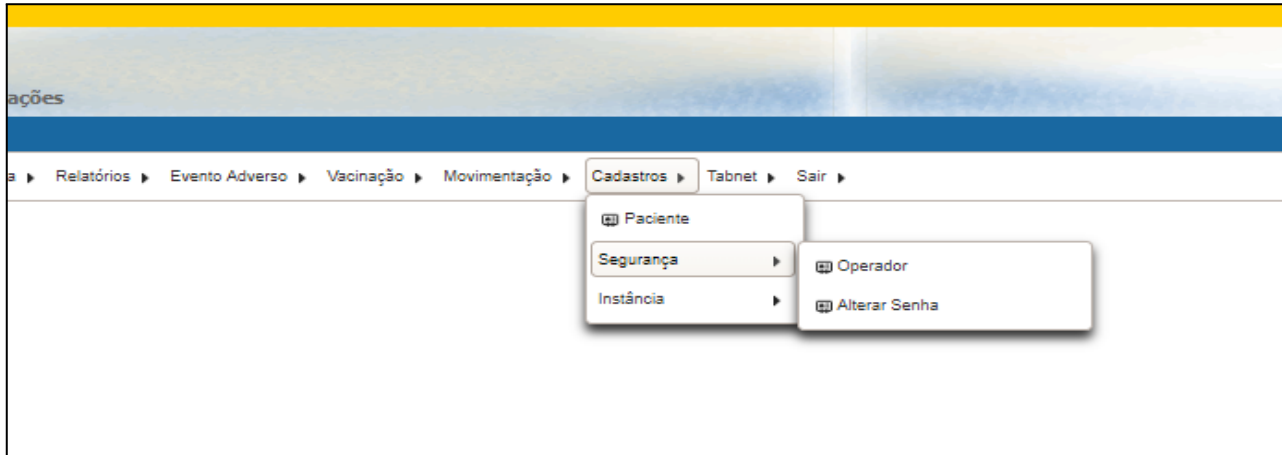 ações
a Relatórios Evento Adverso Vacinação Movimentação Cadastros Tabnet Sair
Paciente
Segurança
Instância
Operador
Alterar Senha